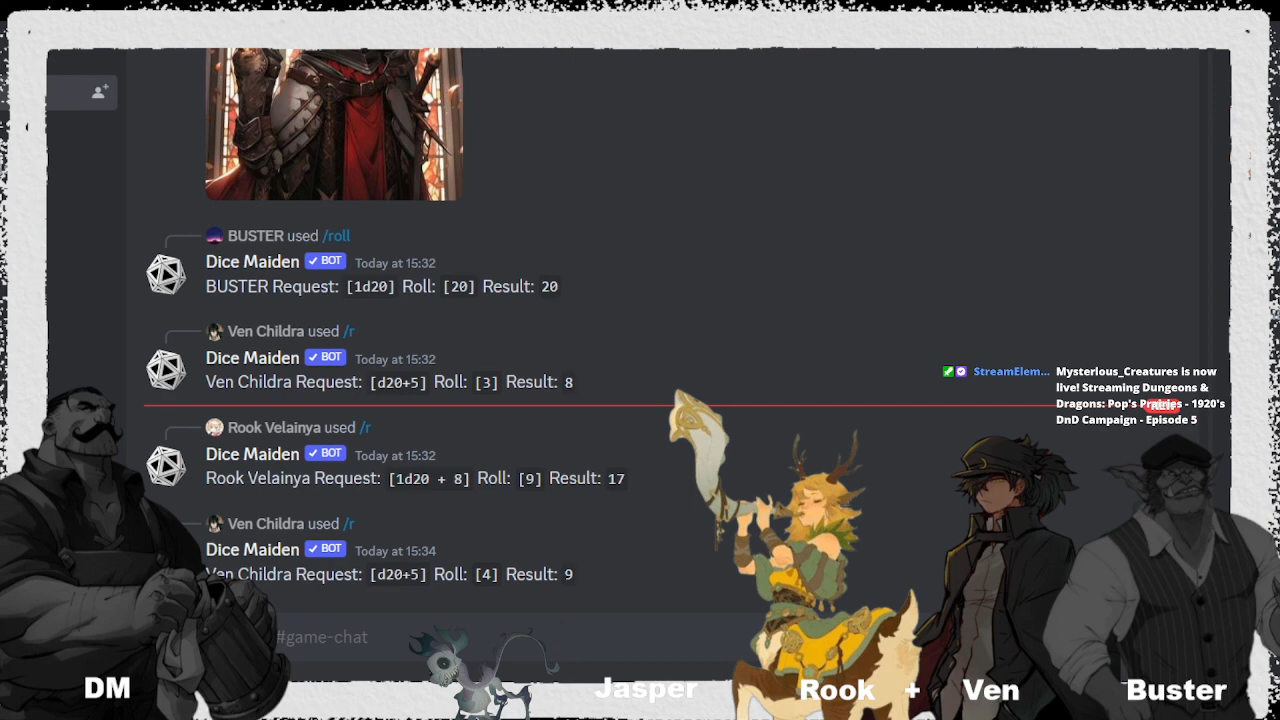 BUSTER used /roll
Dice Maiden ✓ BOT Today at 15:32
BUSTER Request: [1d20] Roll: [20] Result: 20
Ven Childra used /r
Dice Maiden ✓ BOT Today at 15:32
Ven Childra Request: [d20+5] Roll: [3] Result: 8
StreamElem... Mysterious_Creatures is now
live! Streaming Dungeons &
Dragons: Pop's Prairies - 1920's
DnD Campaign - Episode 5
NEW
Rook Velainya used /r
Dice Maiden ✓ BOT Today at 15:32
Rook Velainya Request: [1d20 + 8] Roll: [9] Result: 17
Ven Childra used /r
Dice Maiden ✓ BOT Today at 15:34
Ven Childra Request: [d20+5] Roll: [4] Result: 9
#game-chat
DM
Jasper
Rook + Ven
Buster